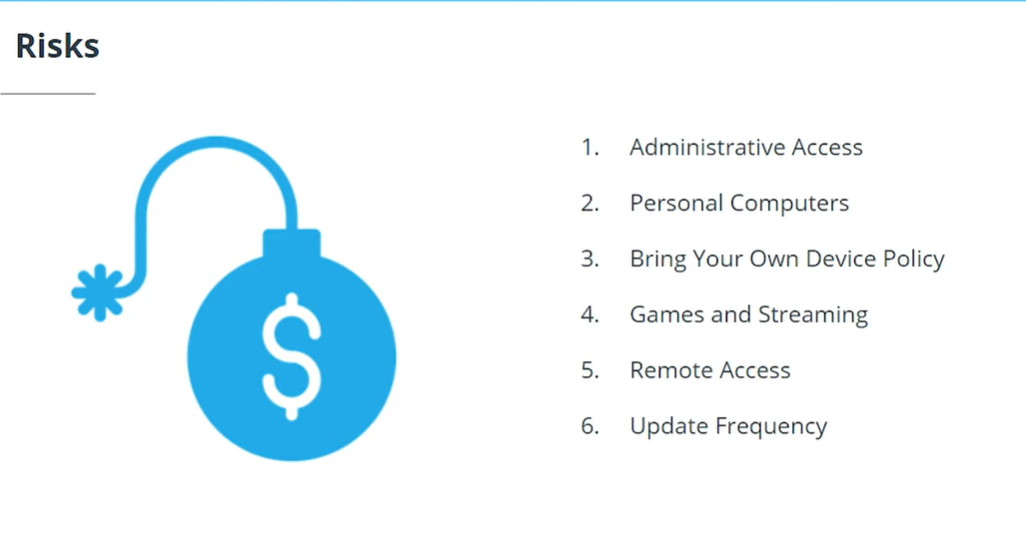 Risks
1. Administrative Access
2. Personal Computers
3. Bring Your Own Device Policy
4. Games and Streaming
5. Remote Access
6. Update Frequency
$